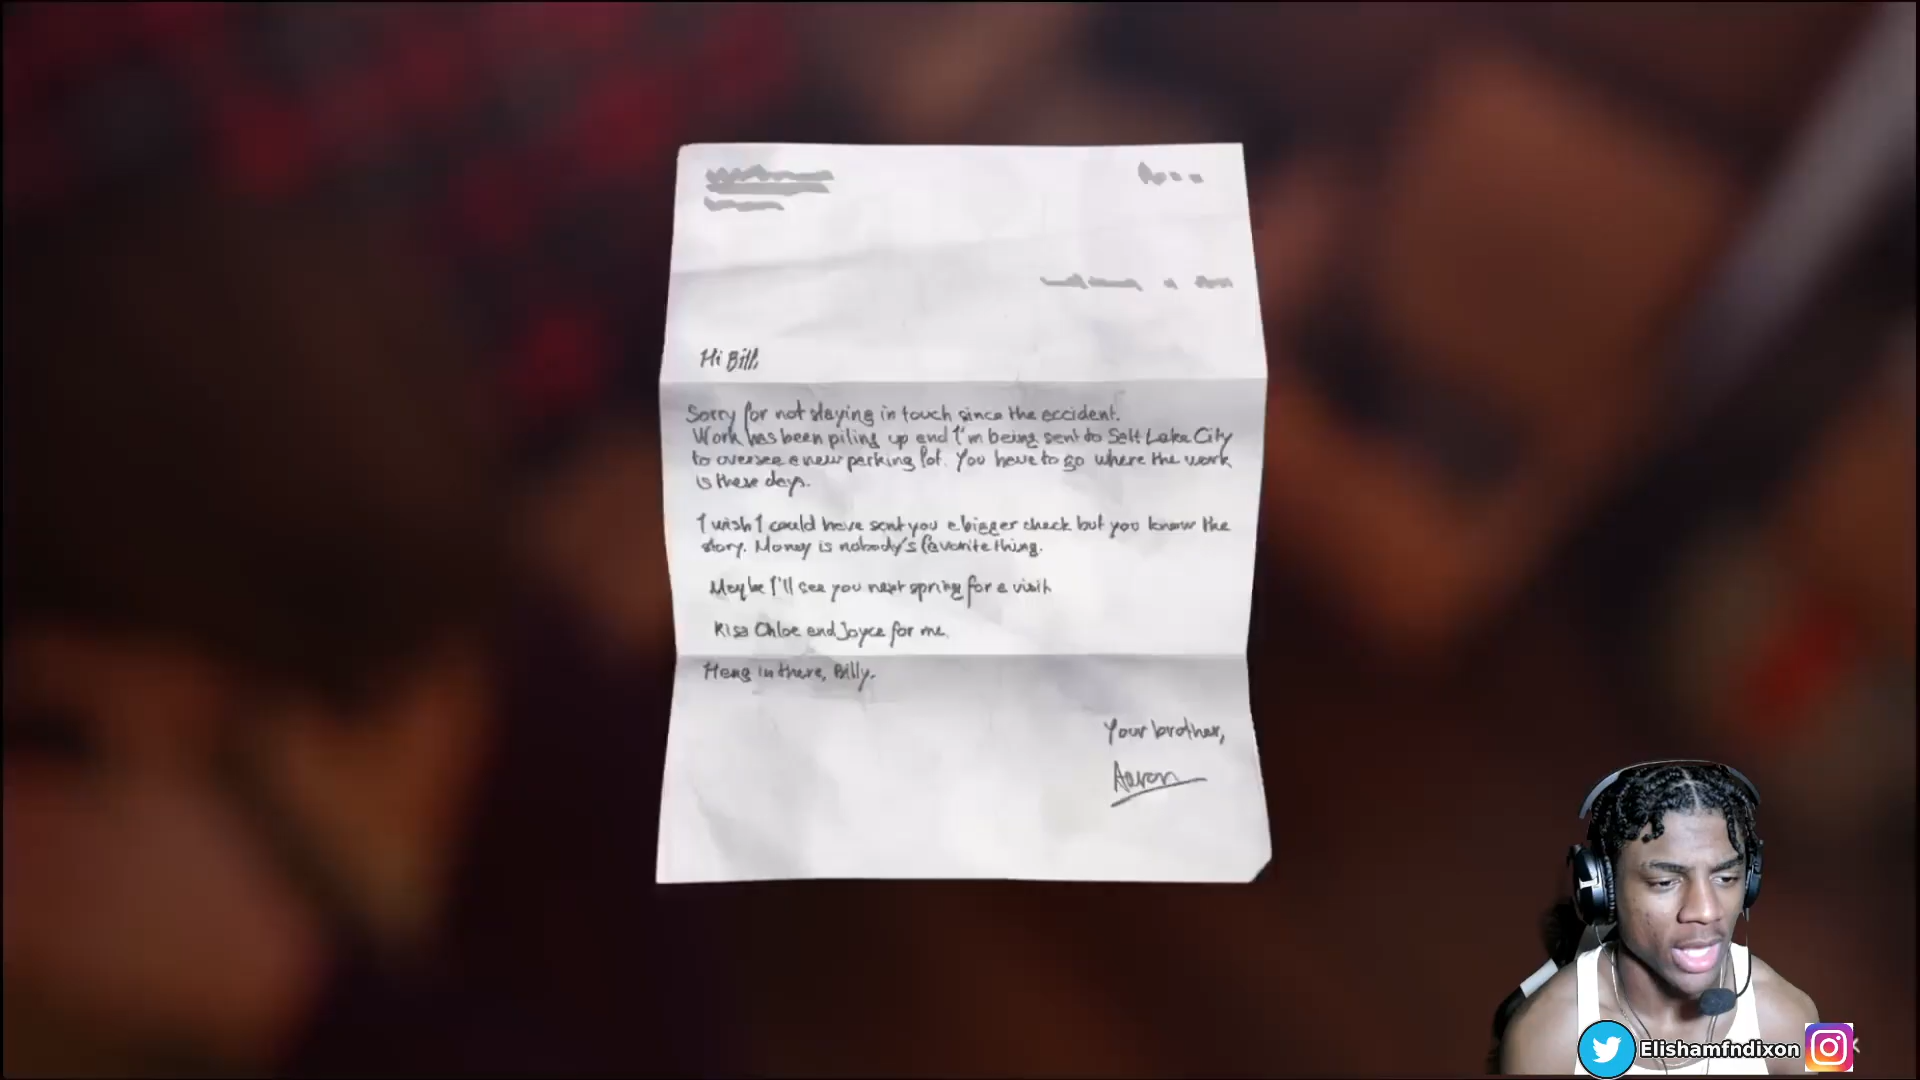 Hi Bill,
Sorry for not staying in touch since the accident.
Work has been piling up and I'm being sent to Salt Lake City
to oversee a new parking lot. You have to go where the work
is these days.
I wish I could have sent you a bigger check but you know the
story. Money is nobody's favorite thing.
Maybe I'll see you next spring for a visit.
Kiss Chloe and Joyce for me.
Hang in there, Billy.
Your brother,
Aaron
Elishamfndixon